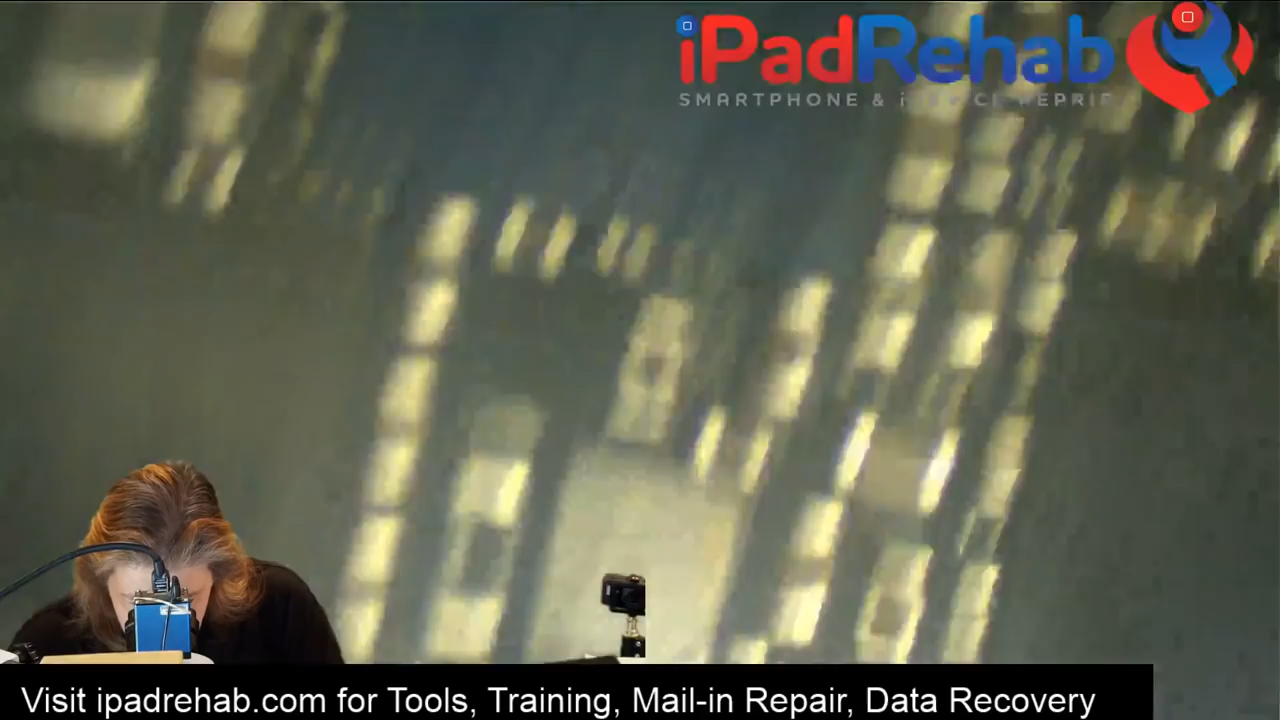 iPadRehab
SMARTPHONE &
Visit ipadrehab.com for Tools, Training, Mail-in Repair, Data Recovery